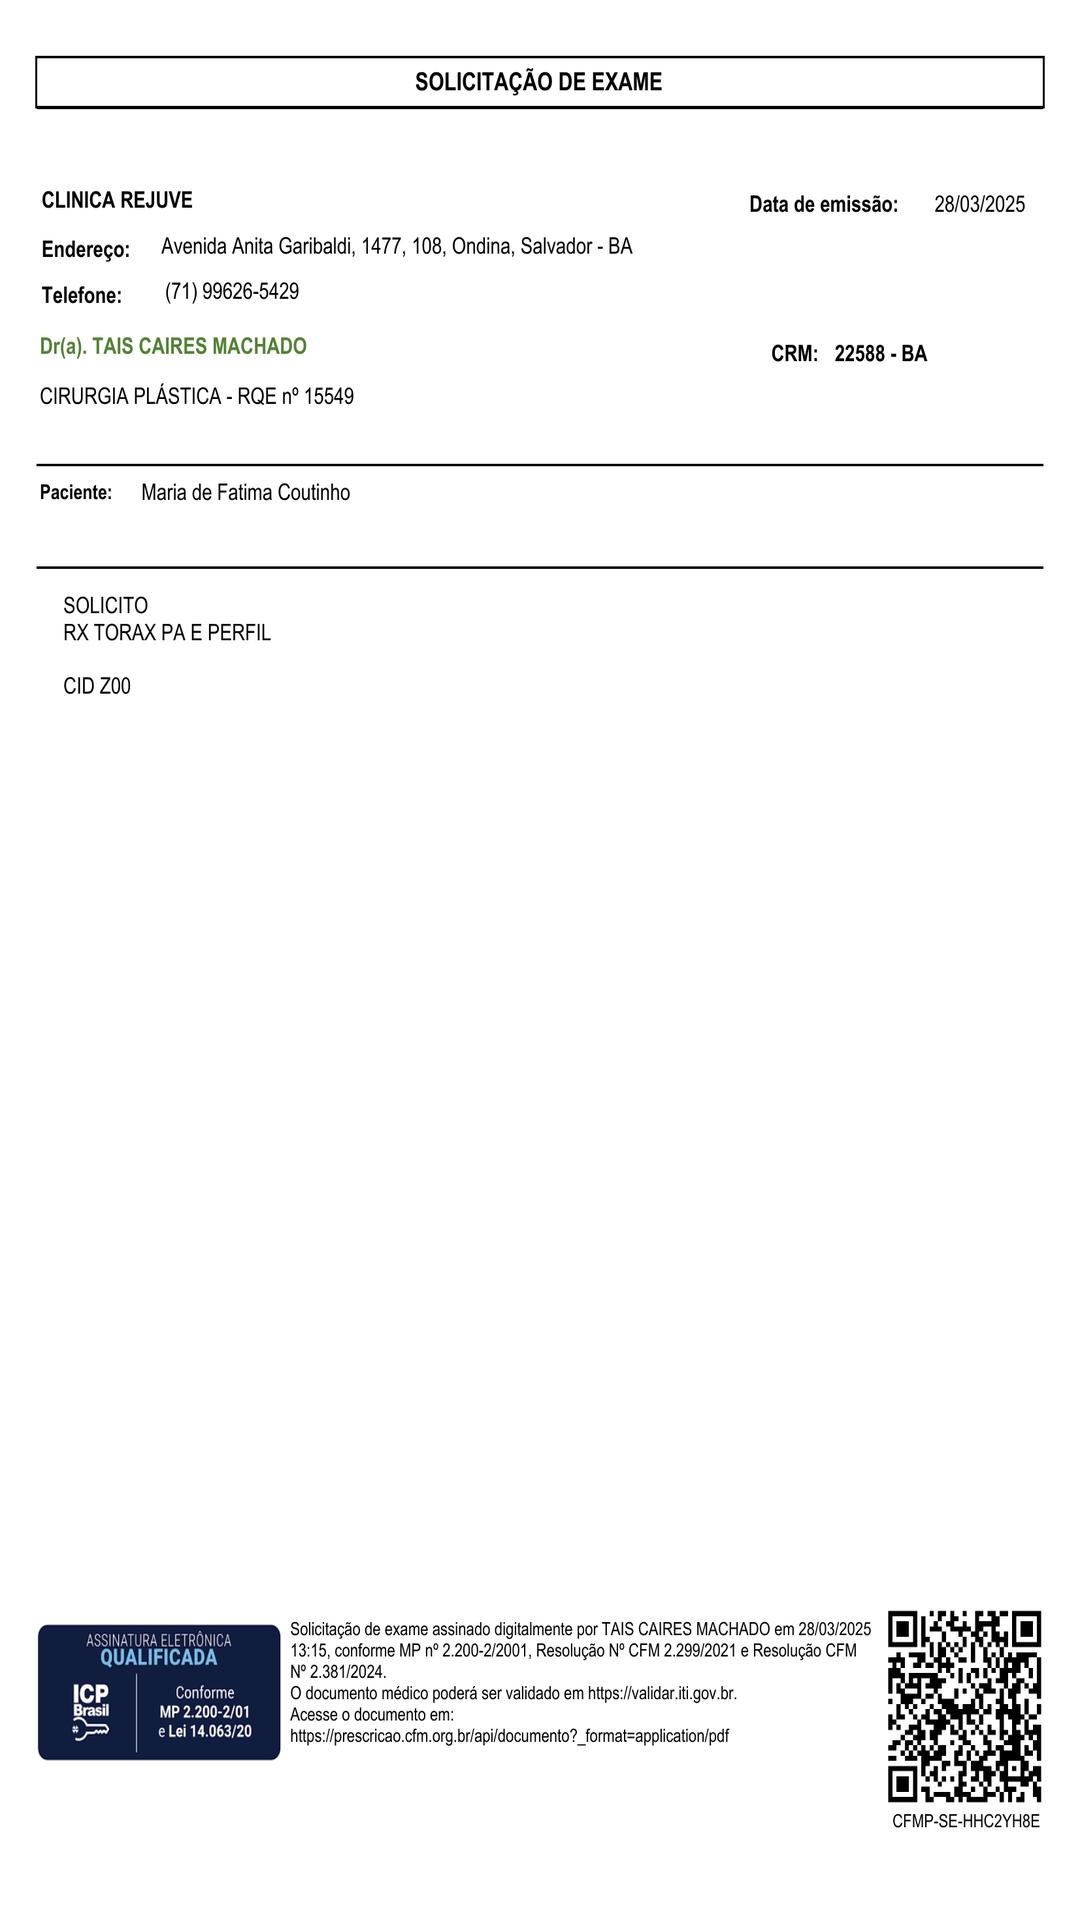 SOLICITAÇÃO DE EXAME
CLINICA REJUVE
Data de emissão: 28/03/2025
Endereço: Avenida Anita Garibaldi, 1477, 108, Ondina, Salvador - BA
Telefone: (71) 99626-5429
Dr(a). TAIS CAIRES MACHADO
CRM: 22588 - BA
CIRURGIA PLÁSTICA - RQE nº 15549
Paciente: Maria de Fatima Coutinho
SOLICITO
RX TORAX PA E PERFIL
CID Z00
ASSINATURA ELETRÔNICA
QUALIFICADA
ICP
Brasil
Conforme
MP 2.200-2/01
e Lei 14.063/20
Solicitação de exame assinado digitalmente por TAIS CAIRES MACHADO em 28/03/2025
13:15, conforme MP nº 2.200-2/2001, Resolução Nº CFM 2.299/2021 e Resolução CFM
Nº 2.381/2024.
O documento médico poderá ser validado em https://validar.iti.gov.br.
Acesse o documento em:
https://prescricao.cfm.org.br/api/documento?_format=application/pdf
CFMP-SE-HHC2YH8E